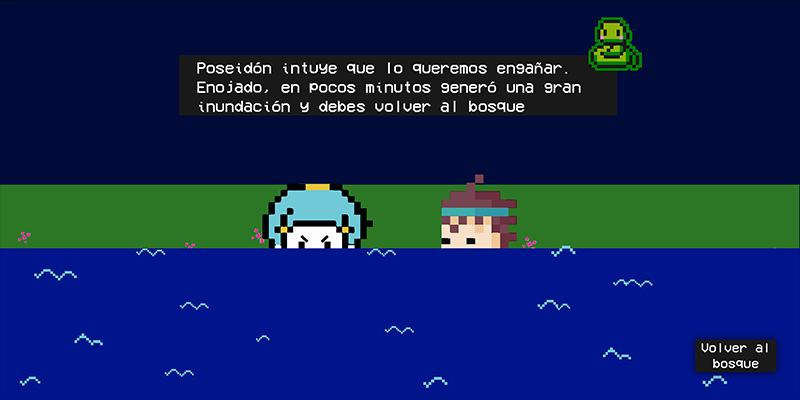 Poseidón intuye que lo queremos engañar.
Enojado, en pocos minutos generó una gran
inundación y debes volver al bosque
Volver al
bosque